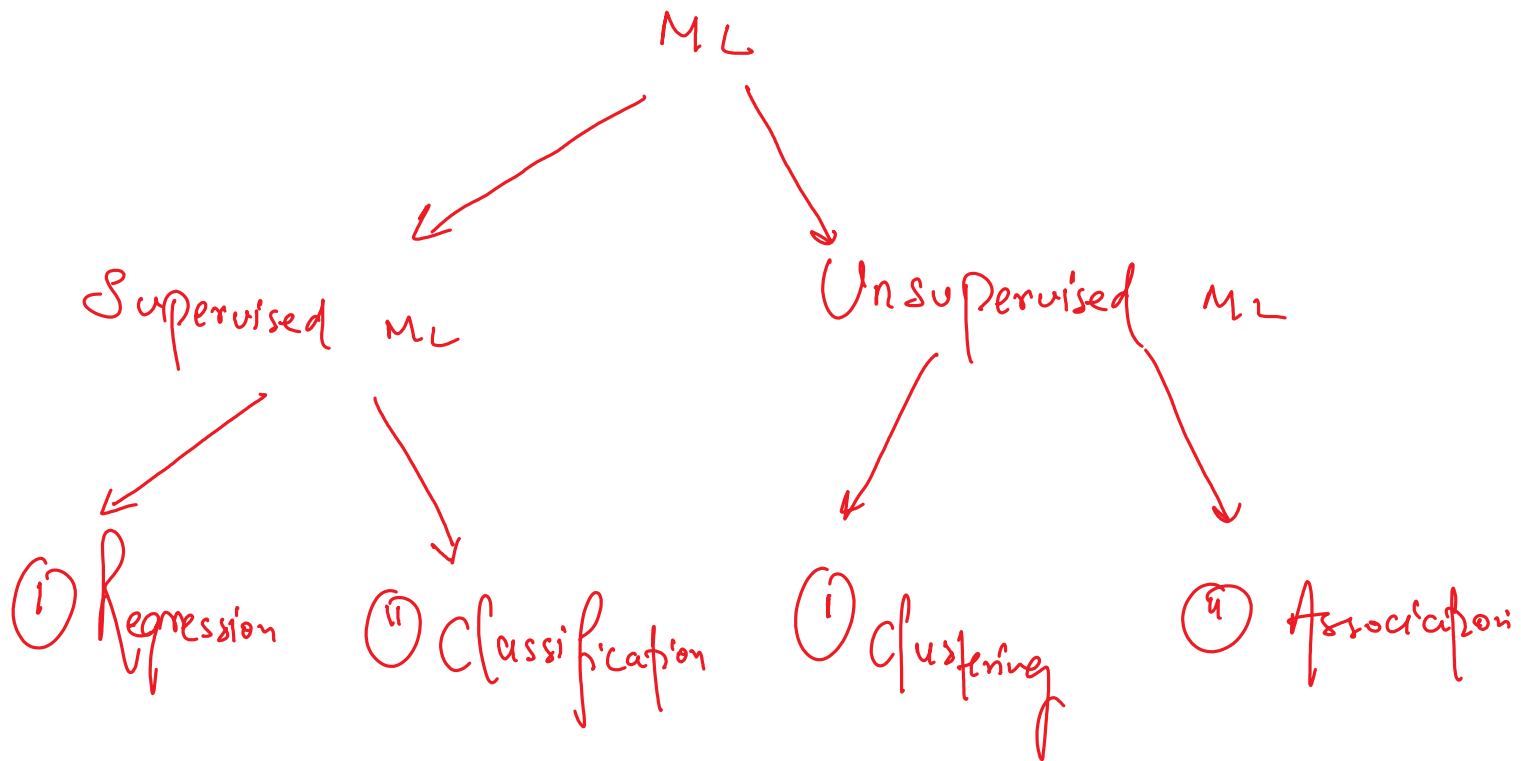 ML
Supervised ML
Unsupervised ML
i Regression
ii Classification
i Clustering
ii Association